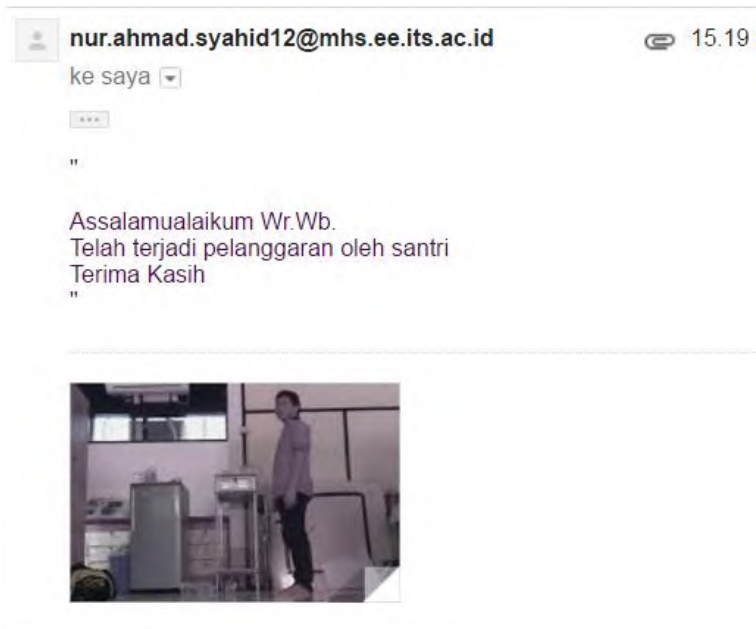 nur.ahmad.syahid12@mhs.ee.its.ac.id 15.19
ke saya
"
Assalamualaikum Wr.Wb.
Telah terjadi pelanggaran oleh santri
Terima Kasih
"